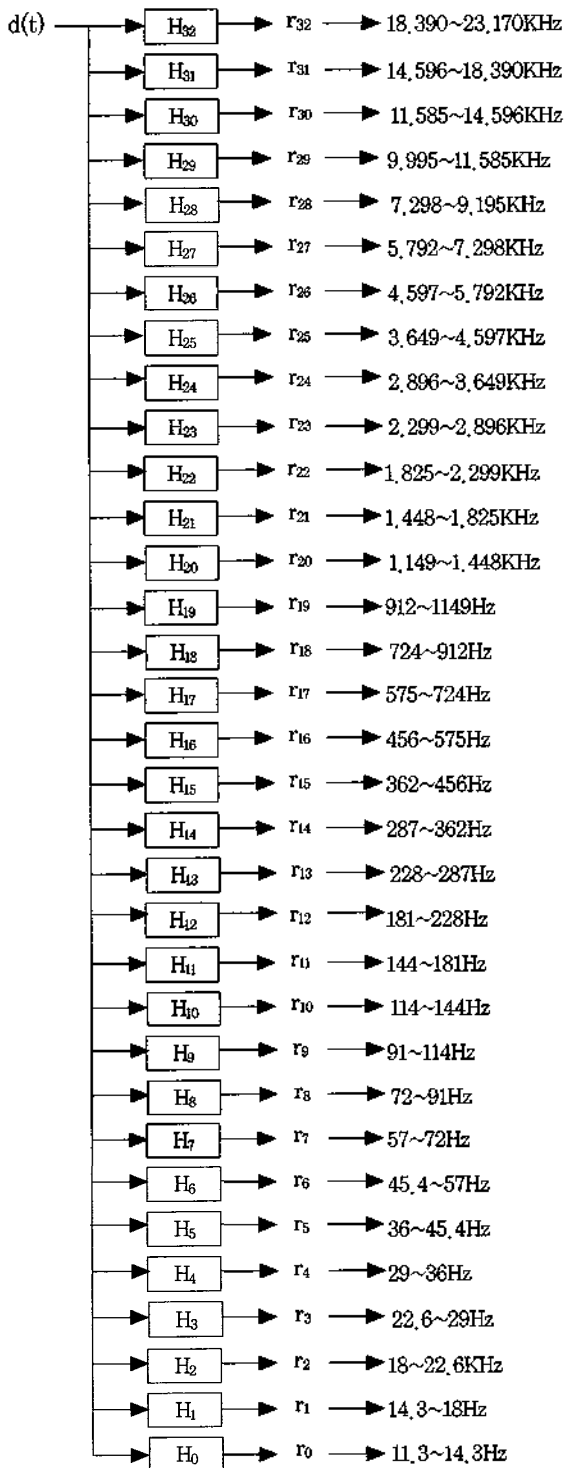 d(t) H₃₂ r₃₂ 18.390~23.170KHz
H₃₁ r₃₁ 14.596~18.390KHz
H₃₀ r₃₀ 11.585~14.596KHz
H₂₉ r₂₉ 9.995~11.585KHz
H₂₈ r₂₈ 7.298~9.195KHz
H₂₇ r₂₇ 5.792~7.298KHz
H₂₆ r₂₆ 4.597~5.792KHz
H₂₅ r₂₅ 3.649~4.597KHz
H₂₄ r₂₄ 2.896~3.649KHz
H₂₃ r₂₃ 2.299~2.896KHz
H₂₂ r₂₂ 1.825~2.299KHz
H₂₁ r₂₁ 1.448~1.825KHz
H₂₀ r₂₀ 1.149~1.448KHz
H₁₉ r₁₉ 912~1149Hz
H₁₈ r₁₈ 724~912Hz
H₁₇ r₁₇ 575~724Hz
H₁₆ r₁₆ 456~575Hz
H₁₅ r₁₅ 362~456Hz
H₁₄ r₁₄ 287~362Hz
H₁₃ r₁₃ 228~287Hz
H₁₂ r₁₂ 181~228Hz
H₁₁ r₁₁ 144~181Hz
H₁₀ r₁₀ 114~144Hz
H₉ r₉ 91~114Hz
H₈ r₈ 72~91Hz
H₇ r₇ 57~72Hz
H₆ r₆ 45.4~57Hz
H₅ r₅ 36~45.4Hz
H₄ r₄ 29~36Hz
H₃ r₃ 22.6~29Hz
H₂ r₂ 18~22.6KHz
H₁ r₁ 14.3~18Hz
H₀ r₀ 11.3~14.3Hz